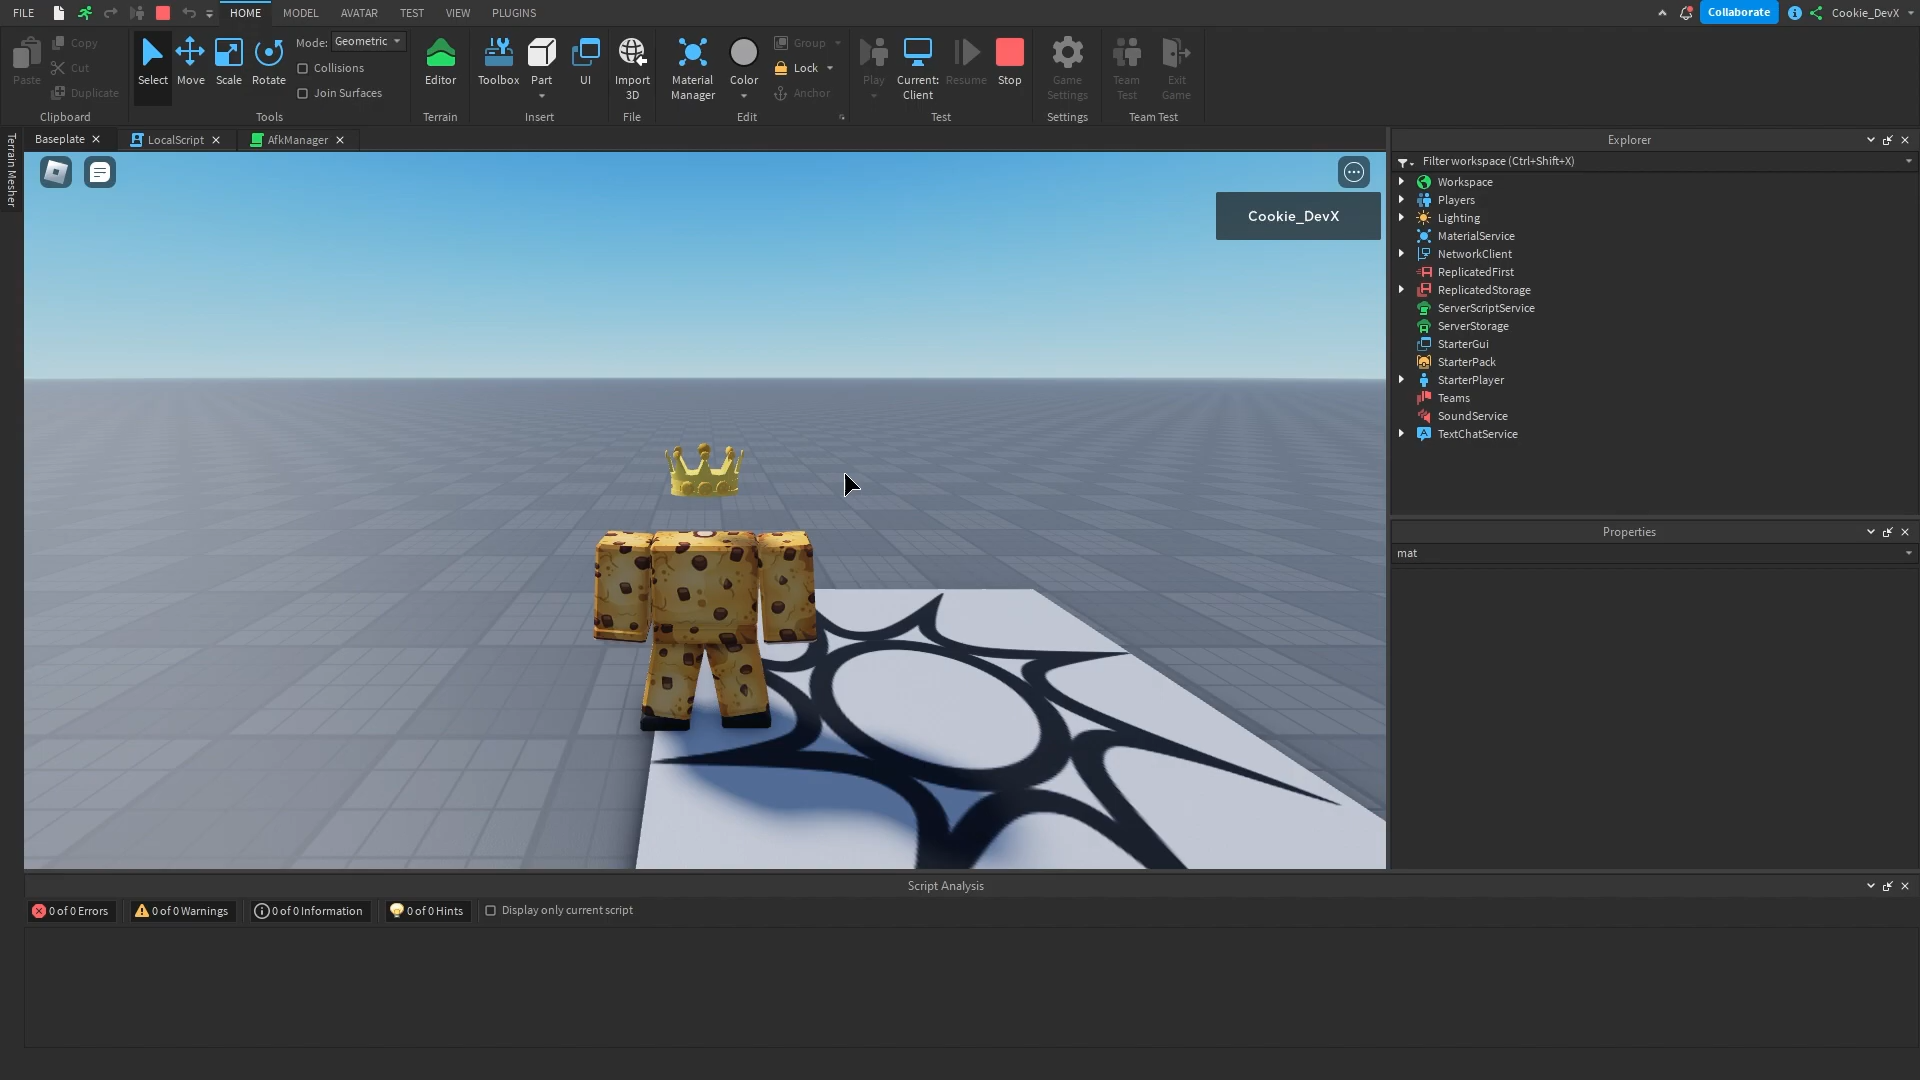 FILE HOME MODEL AVATAR TEST VIEW PLUGINS Collaborate Cookie_DevX
Paste Copy Cut Duplicate
Clipboard
Select Move Scale Rotate
Mode: Geometric
Collisions
Join Surfaces
Tools
Editor
Terrain
Toolbox Part UI
Insert
Import 3D
File
Material Manager Color Group Lock Anchor
Edit
Play Current: Client Resume Stop
Test
Game Settings
Settings
Team Test Exit Game
Team Test
Terrain Mesher
Baseplate LocalScript AfkManager
Cookie_DevX
Explorer
Filter workspace (Ctrl+Shift+X)
Workspace
Players
Lighting
MaterialService
NetworkClient
ReplicatedFirst
ReplicatedStorage
ServerScriptService
ServerStorage
StarterGui
StarterPack
StarterPlayer
Teams
SoundService
TextChatService
Properties
mat
Script Analysis
0 of 0 Errors 0 of 0 Warnings 0 of 0 Information 0 of 0 Hints Display only current script